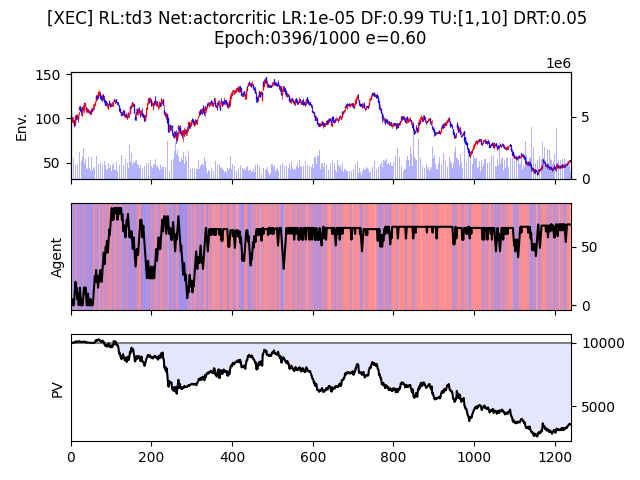 [XEC] RL:td3 Net:actorcritic LR:1e-05 DF:0.99 TU:[1,10] DRT:0.05
Epoch:0396/1000 e=0.60
1e6
150
100
50
Env.
5
0
Agent
50
0
PV
10000
5000
0 200 400 600 800 1000 1200